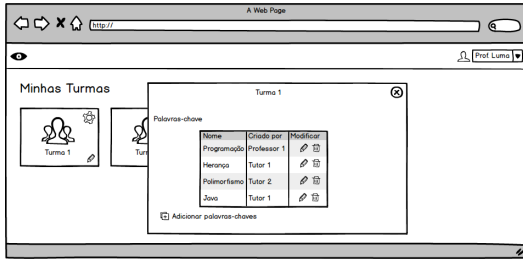 A Web Page
http://
Prof Luma
Minhas Turmas
Turma 1
Turma 1
Palavras-chave
Nome Criado por Modificar
Programação Professor 1
Herança Tutor 1
Polimorfismo Tutor 2
Java Tutor 1
Adicionar palavras-chaves
Tur